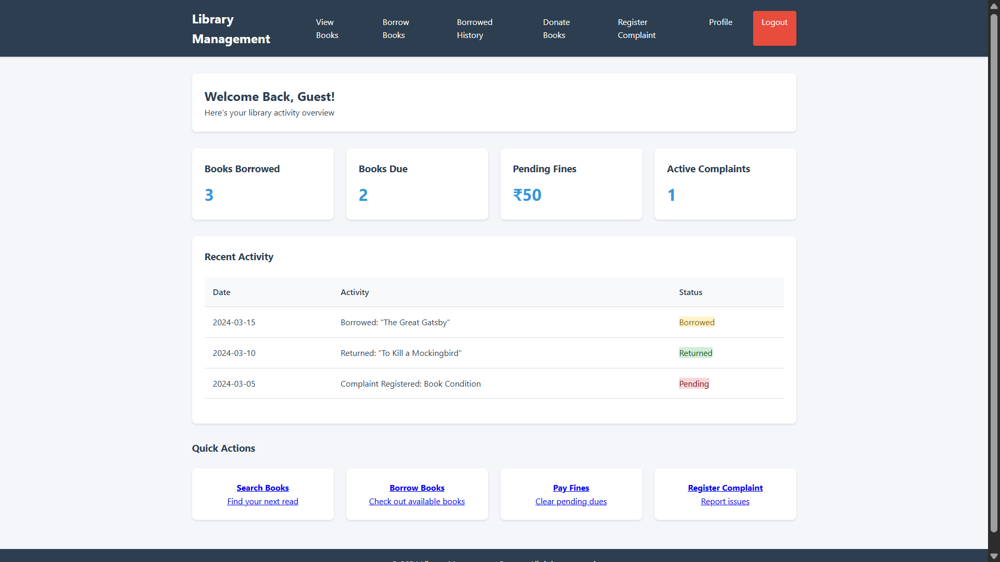 Library
Management
View
Books
Borrow
Books
Borrowed
History
Donate
Books
Register
Complaint
Profile
Logout
Welcome Back, Guest!
Here's your library activity overview
Books Borrowed
3
Books Due
2
Pending Fines
₹50
Active Complaints
1
Recent Activity
Date Activity Status
2024-03-15 Borrowed: "The Great Gatsby" Borrowed
2024-03-10 Returned: "To Kill a Mockingbird" Returned
2024-03-05 Complaint Registered: Book Condition Pending
Quick Actions
Search Books
Find your next read
Borrow Books
Check out available books
Pay Fines
Clear pending dues
Register Complaint
Report issues